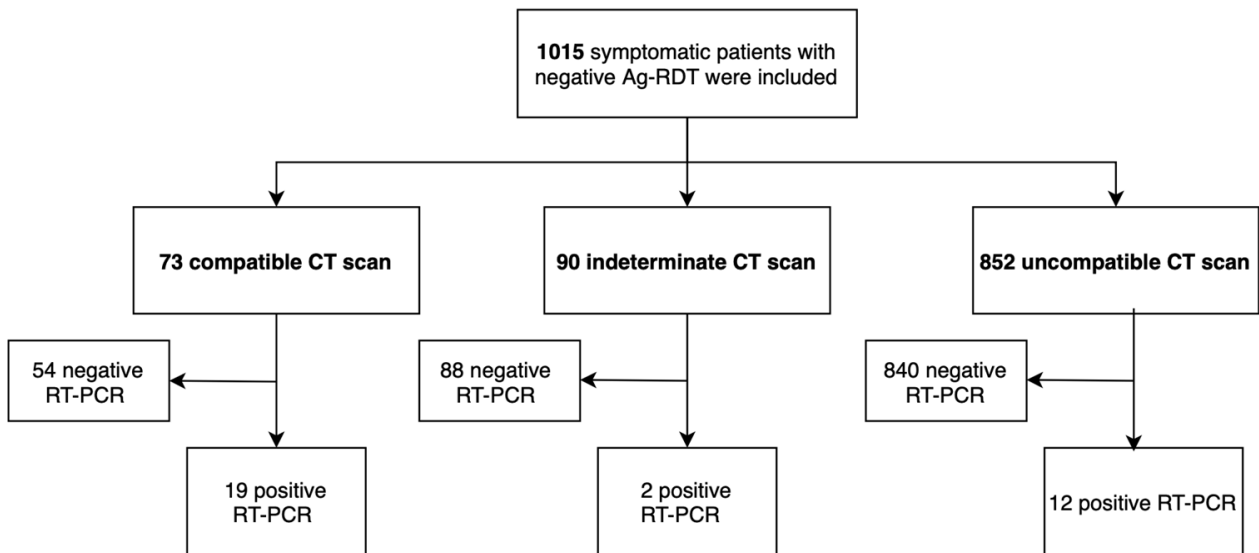 1015 symptomatic patients with
negative Ag-RDT were included
73 compatible CT scan
90 indeterminate CT scan
852 uncompatible CT scan
54 negative
RT-PCR
88 negative
RT-PCR
840 negative
RT-PCR
19 positive
RT-PCR
2 positive
RT-PCR
12 positive RT-PCR